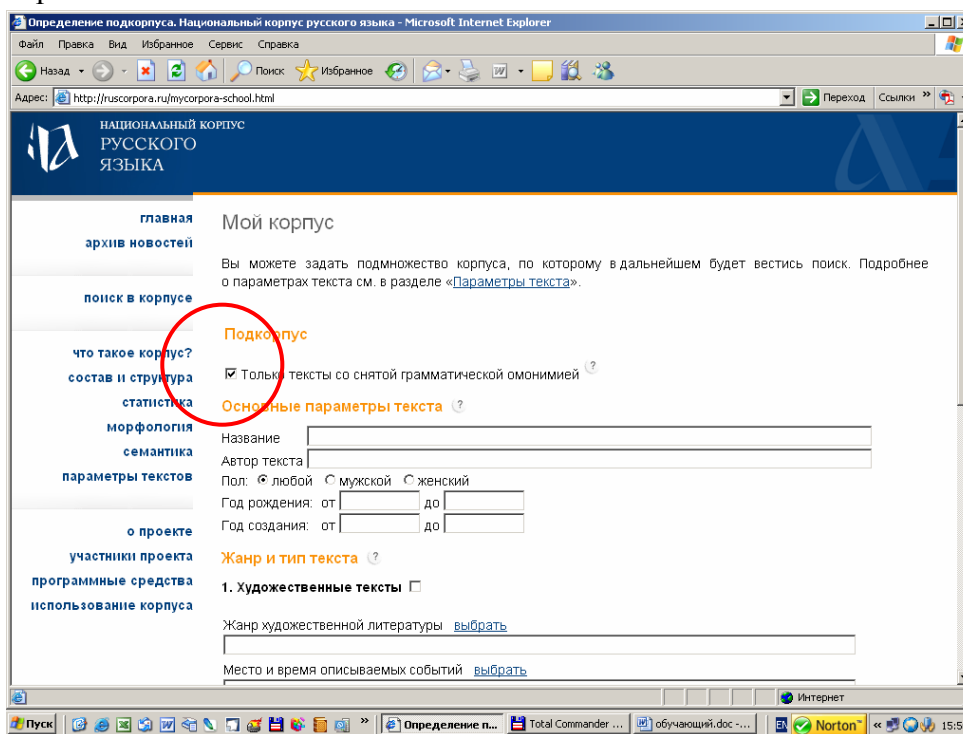 Определение подкорпуса. Национальный корпус русского языка - Microsoft Internet Explorer
Файл Правка Вид Избранное Сервис Справка
Назад Поиск Избранное
Адрес: http://ruscorpora.ru/mycorpora-school.html Переход Ссылки »
НАЦИОНАЛЬНЫЙ КОРПУС
РУССКОГО
ЯЗЫКА
главная
архив новостей
поиск в корпусе
что такое корпус?
состав и структура
статистика
морфология
семантика
параметры текстов
о проекте
участники проекта
программные средства
использование корпуса
Мой корпус
Вы можете задать подмножество корпуса, по которому в дальнейшем будет вестись поиск. Подробнее
о параметрах текста см. в разделе «Параметры текста».
Подкорпус
Только тексты со снятой грамматической омонимией ?
Основные параметры текста ?
Название
Автор текста
Пол: любой мужской женский
Год рождения: от до
Год создания: от до
Жанр и тип текста ?
1. Художественные тексты
Жанр художественной литературы выбрать
Место и время описываемых событий выбрать
Интернет
Пуск » Определение п... Total Commander ... обучающий.doc -... Norton™ « 15:5